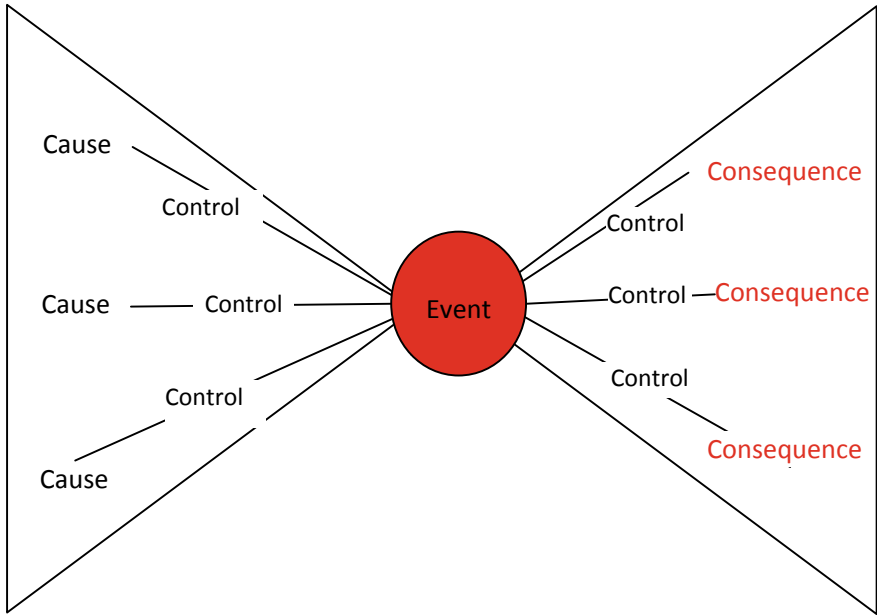 Cause
Consequence
Control
Control
Cause
Control
Event
Control
Consequence
Control
Control
Cause
Consequence